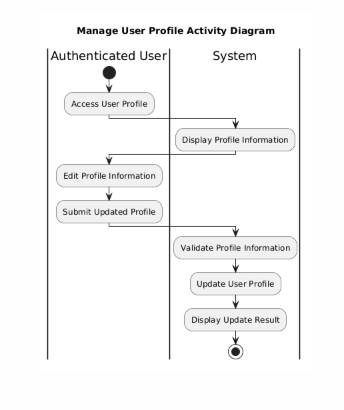 Manage User Profile Activity Diagram
Authenticated User
System
Access User Profile
Display Profile Information
Edit Profile Information
Submit Updated Profile
Validate Profile Information
Update User Profile
Display Update Result